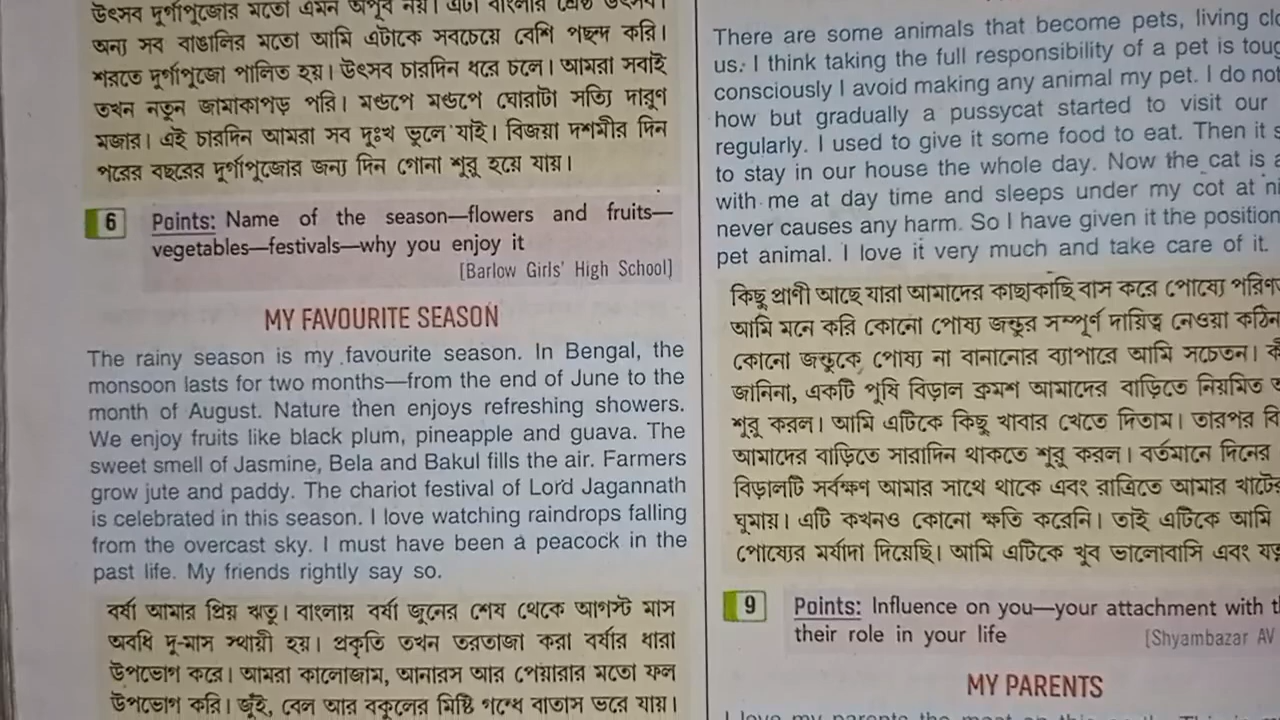 উৎসব দুর্গাপুজোর মতো এমন অপূর্ব নয়। এটা বাংলার শ্রেষ্ঠ উৎসব।
অন্য সব বাঙালির মতো আমি এটাকে সবচেয়ে বেশি পছন্দ করি।
শরতে দুর্গাপুজো পালিত হয়। উৎসব চারদিন ধরে চলে। আমরা সবাই
তখন নতুন জামাকাপড় পরি। মণ্ডপে মণ্ডপে ঘোরাটা সত্যি দারুণ
মজার। এই চারদিন আমরা সব দুঃখ ভুলে যাই। বিজয়া দশমীর দিন
পরের বছরের দুর্গাপুজোর জন্য দিন গোনা শুরু হয়ে যায়।
6 Points: Name of the season—flowers and fruits—
vegetables—festivals—why you enjoy it
[Barlow Girls' High School]
MY FAVOURITE SEASON
The rainy season is my favourite season. In Bengal, the
monsoon lasts for two months—from the end of June to the
month of August. Nature then enjoys refreshing showers.
We enjoy fruits like black plum, pineapple and guava. The
sweet smell of Jasmine, Bela and Bakul fills the air. Farmers
grow jute and paddy. The chariot festival of Lord Jagannath
is celebrated in this season. I love watching raindrops falling
from the overcast sky. I must have been a peacock in the
past life. My friends rightly say so.
বর্ষা আমার প্রিয় ঋতু। বাংলায় বর্ষা জুনের শেষ থেকে আগস্ট মাস
অবধি দু-মাস স্থায়ী হয়। প্রকৃতি তখন তরতাজা করা বর্ষার ধারা
উপভোগ করে। আমরা কালোজাম, আনারস আর পেয়ারার মতো ফল
উপভোগ করি। জুঁই, বেল আর বকুলের মিষ্টি গন্ধে বাতাস ভরে যায়।
There are some animals that become pets, living
us. I think taking the full responsibility of a pet is
consciously I avoid making any animal my pet. I do not
how but gradually a pussycat started to visit our
regularly. I used to give it some food to eat. Then it
to stay in our house the whole day. Now the cat is
with me at day time and sleeps under my cot at
never causes any harm. So I have given it the position
pet animal. I love it very much and take care of it.
কিছু প্রাণী আছে যারা আমাদের কাছাকাছি বাস করে পোষ্যে
আমি মনে করি কোনো পোষ্য জন্তুর সম্পূর্ণ দায়িত্ব নেওয়া কঠিন
কোনো জন্তুকে পোষ্য না বানানোর ব্যাপারে আমি সচেতন।
জানিনা, একটি পুষি বিড়াল ক্রমশ আমাদের বাড়িতে নিয়মিত
শুরু করল। আমি এটিকে কিছু খাবার খেতে দিতাম। তারপর
আমাদের বাড়িতে সারাদিন থাকতে শুরু করল। বর্তমানে দিনের
বিড়ালটি সর্বক্ষণ আমার সাথে থাকে এবং রাত্রিতে আমার
ঘুমায়। এটি কখনও কোনো ক্ষতি করেনি। তাই এটিকে আমি
পোষ্যের মর্যাদা দিয়েছি। আমি এটিকে খুব ভালোবাসি এবং
9 Points: Influence on you—your attachment with
their role in your life
[Shyambazar AV
MY PARENTS